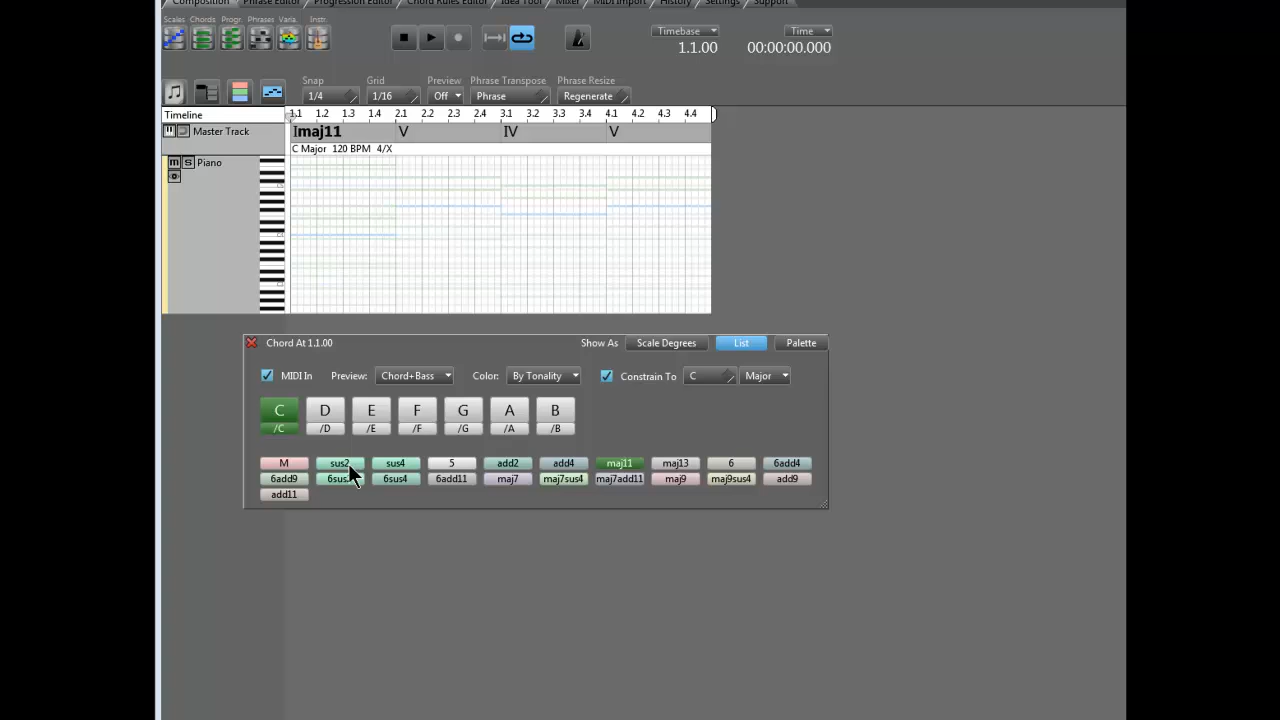 Composition Phrase Editor Progression Editor Chord Rules Editor Idea Tool Mixer MIDI Import History Settings Support
Scales Chords Progr. Phrases Varia. Instr.
Timebase Time
1.1.00 00:00:00.000
Snap Grid Preview Phrase Transpose Phrase Resize
1/4 1/16 Off Phrase Regenerate
Timeline 1.1 1.2 1.3 1.4 2.1 2.2 2.3 2.4 3.1 3.2 3.3 3.4 4.1 4.2 4.3 4.4
Master Track Imaj11 V IV V
C Major 120 BPM 4/X
m S Piano
Chord At 1.1.00 Show As Scale Degrees List Palette
MIDI In Preview: Chord+Bass Color: By Tonality Constrain To C Major
C D E F G A B
/C /D /E /F /G /A /B
M sus2 sus4 5 add2 add4 maj11 maj13 6 6add4
6add9 6sus4 6add11 maj7 maj7sus4 maj7add11 maj9 maj9sus4 add9
add11